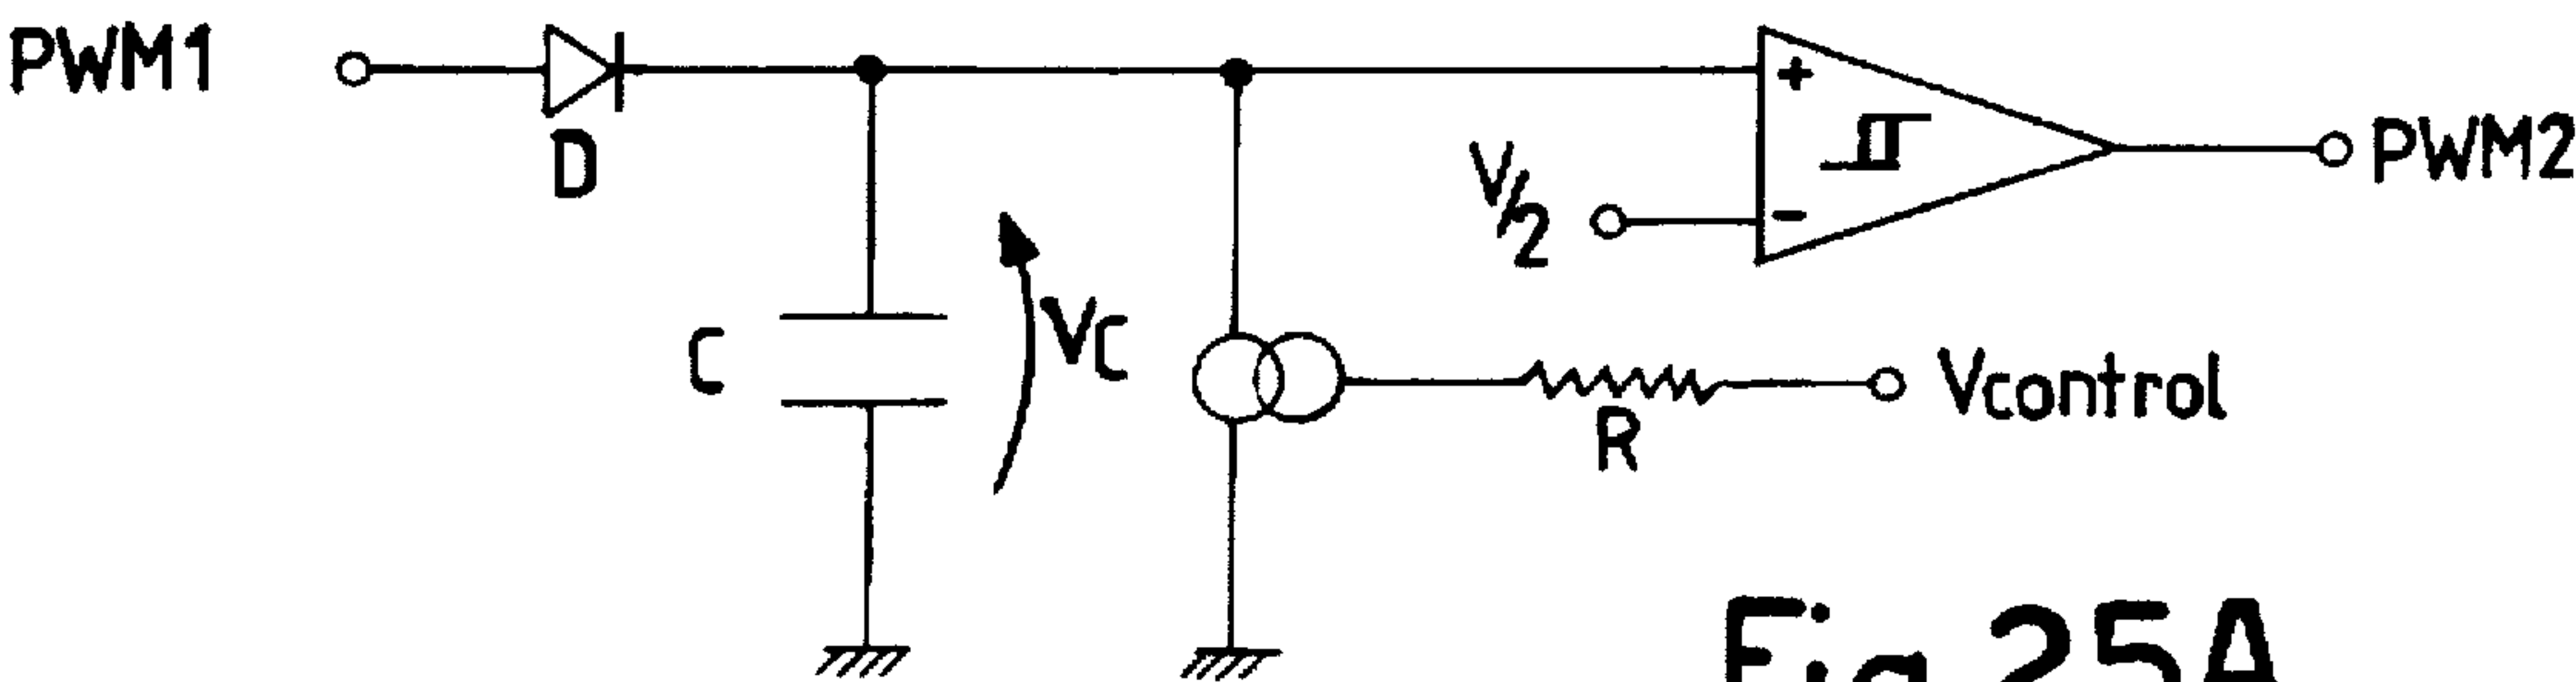 PWM1
D
C
VC
V/2
+
-
PWM2
R
Vcontrol
Fig.25A